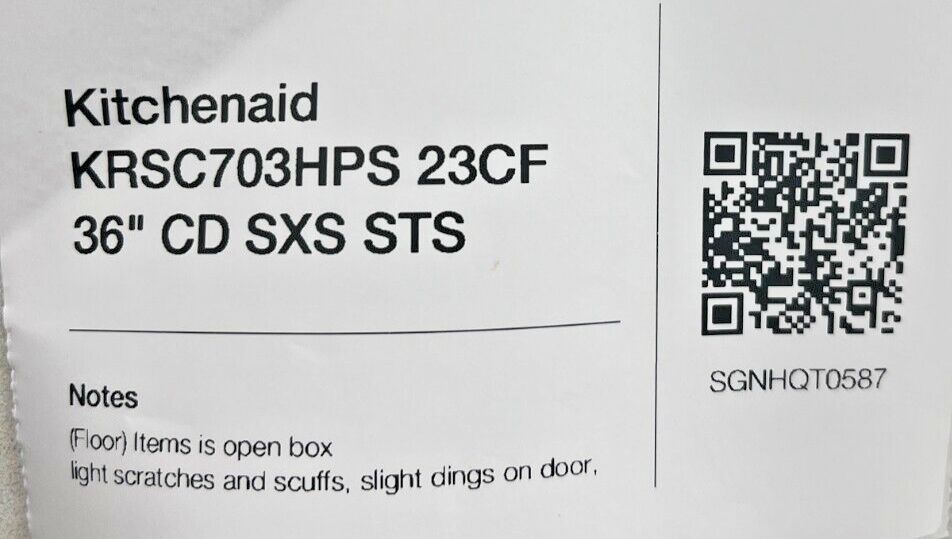 Kitchenaid
KRSC703HPS 23CF
36" CD SXS STS
Notes
(Floor) Items is open box
light scratches and scuffs, slight dings on door,
SGNHQT0587